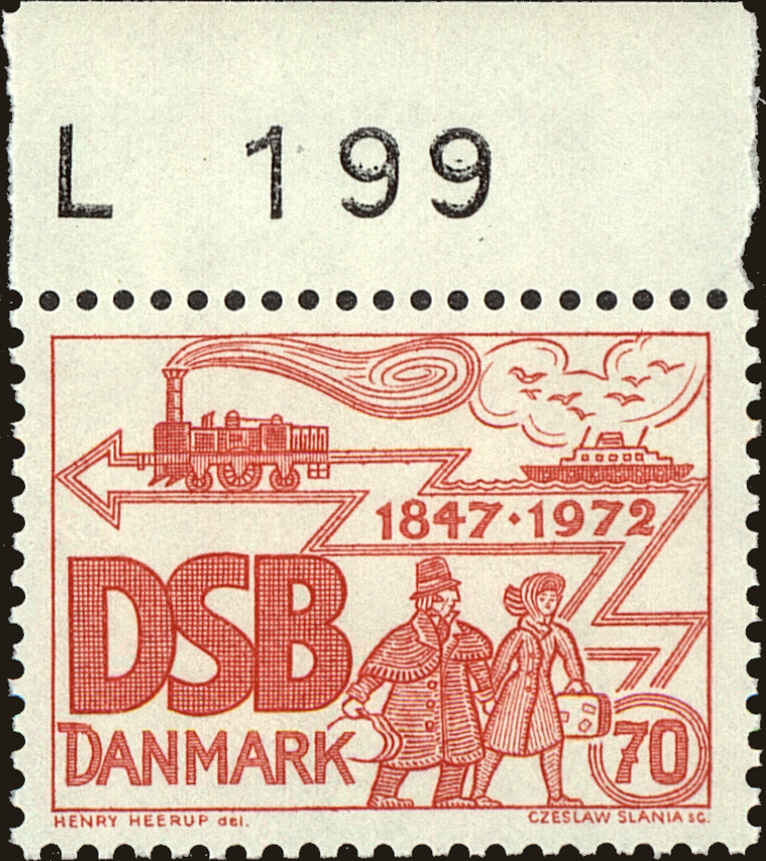 L 199
1847·1972
DSB
DANMARK
70
HENRY HEERUP del.
CZESLAW SLANIA sc.